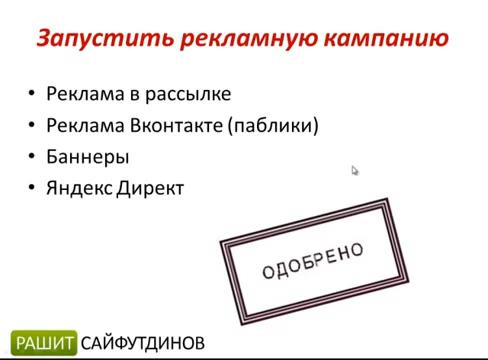 Запустить рекламную кампанию
• Реклама в рассылке
• Реклама Вконтакте (паблики)
• Баннеры
• Яндекс Директ
ОДОБРЕНО
РАШИТ САЙФУТДИНОВ